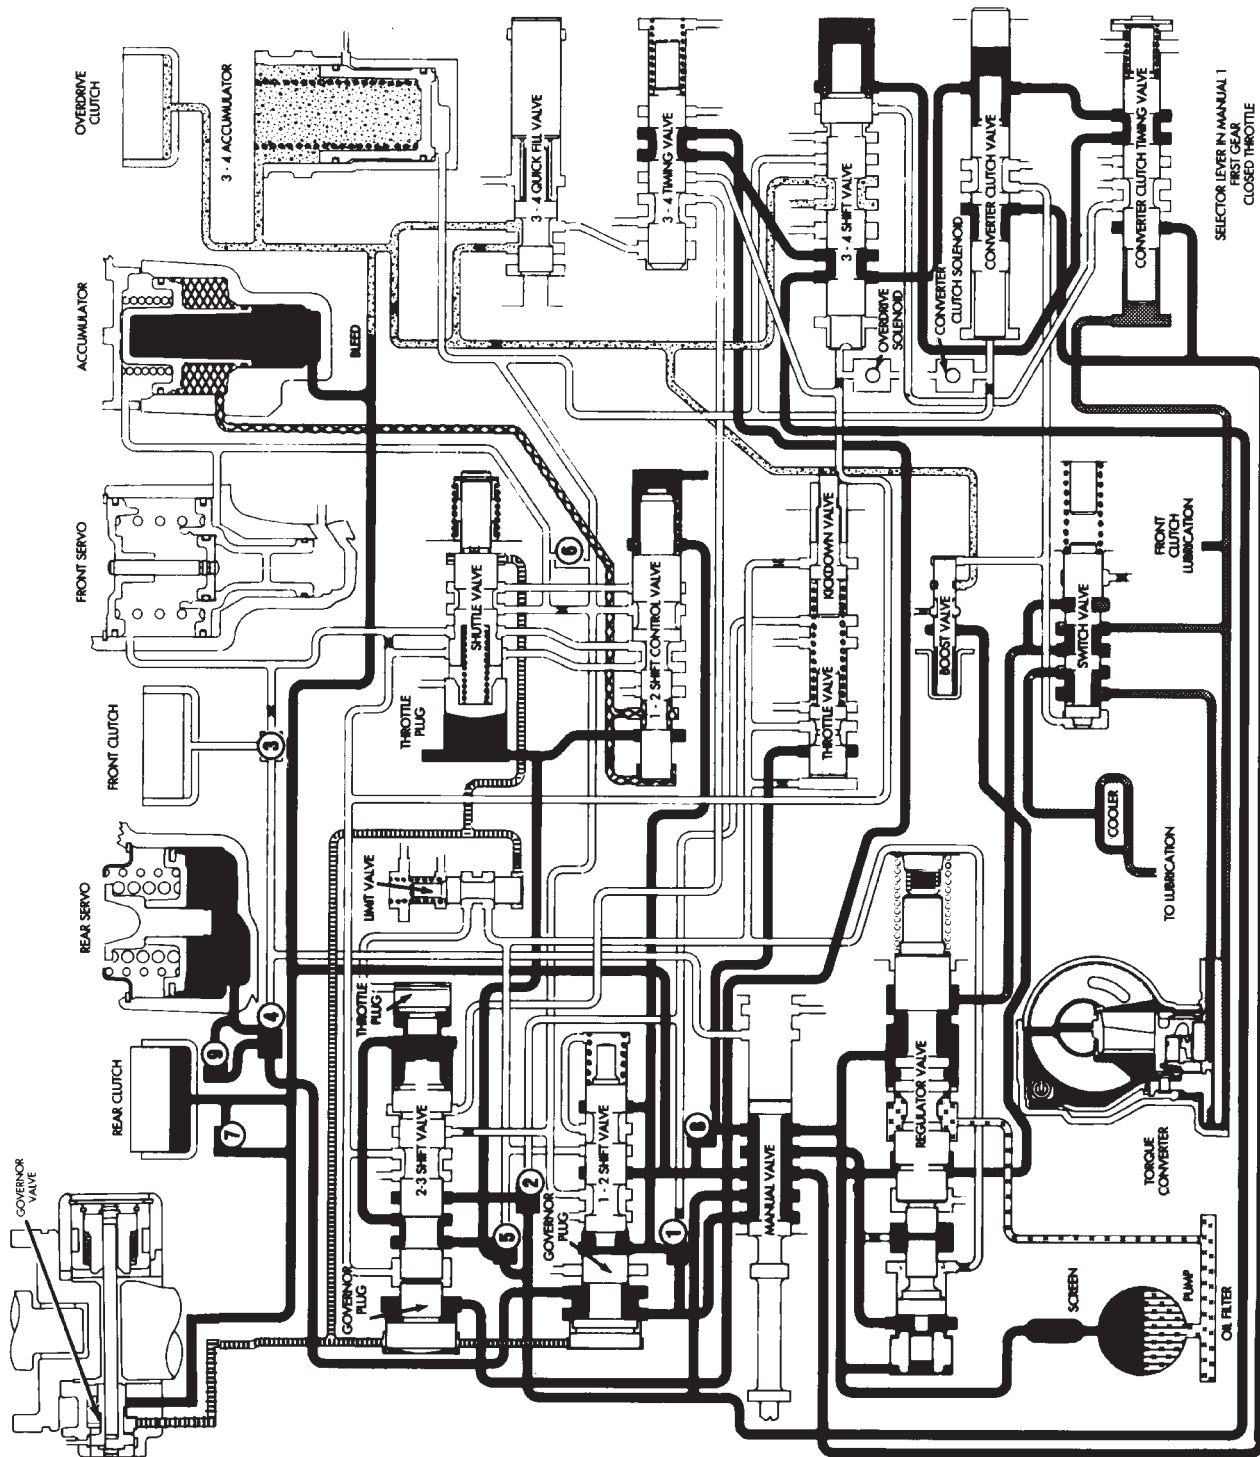 OVERDRIVE
CLUTCH
3 - 4 ACCUMULATOR
3 - 4 QUICK FILL VALVE
3 - 4 TIMING VALVE
3 - 4 SHIFT VALVE
CONVERTER CLUTCH VALVE
CONVERTER CLUTCH TIMING VALVE
SELECTOR LEVER IN MANUAL 1
FIRST GEAR
CLOSED THROTTLE
ACCUMULATOR
BLEED
OVERDRIVE
SOLENOID
CONVERTER
CLUTCH SOLENOID
FRONT SERVO
SHUTTLE VALVE
6
1 - 2 SHIFT CONTROL VALVE
KICKDOWN VALVE
BOOST VALVE
SWITCH VALVE
FRONT
CLUTCH
LUBRICATION
FRONT CLUTCH
3
THROTTLE
PLUG
THROTTLE VALVE
COOLER
TO LUBRICATION
REAR SERVO
LIMIT VALVE
9
4
THROTTLE
PLUG
REAR CLUTCH
7
2-3 SHIFT VALVE
2
5
1 - 2 SHIFT VALVE
8
1
MANUAL VALVE
REGULATOR VALVE
TORQUE
CONVERTER
GOVERNOR
VALVE
GOVERNOR
PLUG
GOVERNOR
PLUG
SCREEN
PUMP
OIL FILTER